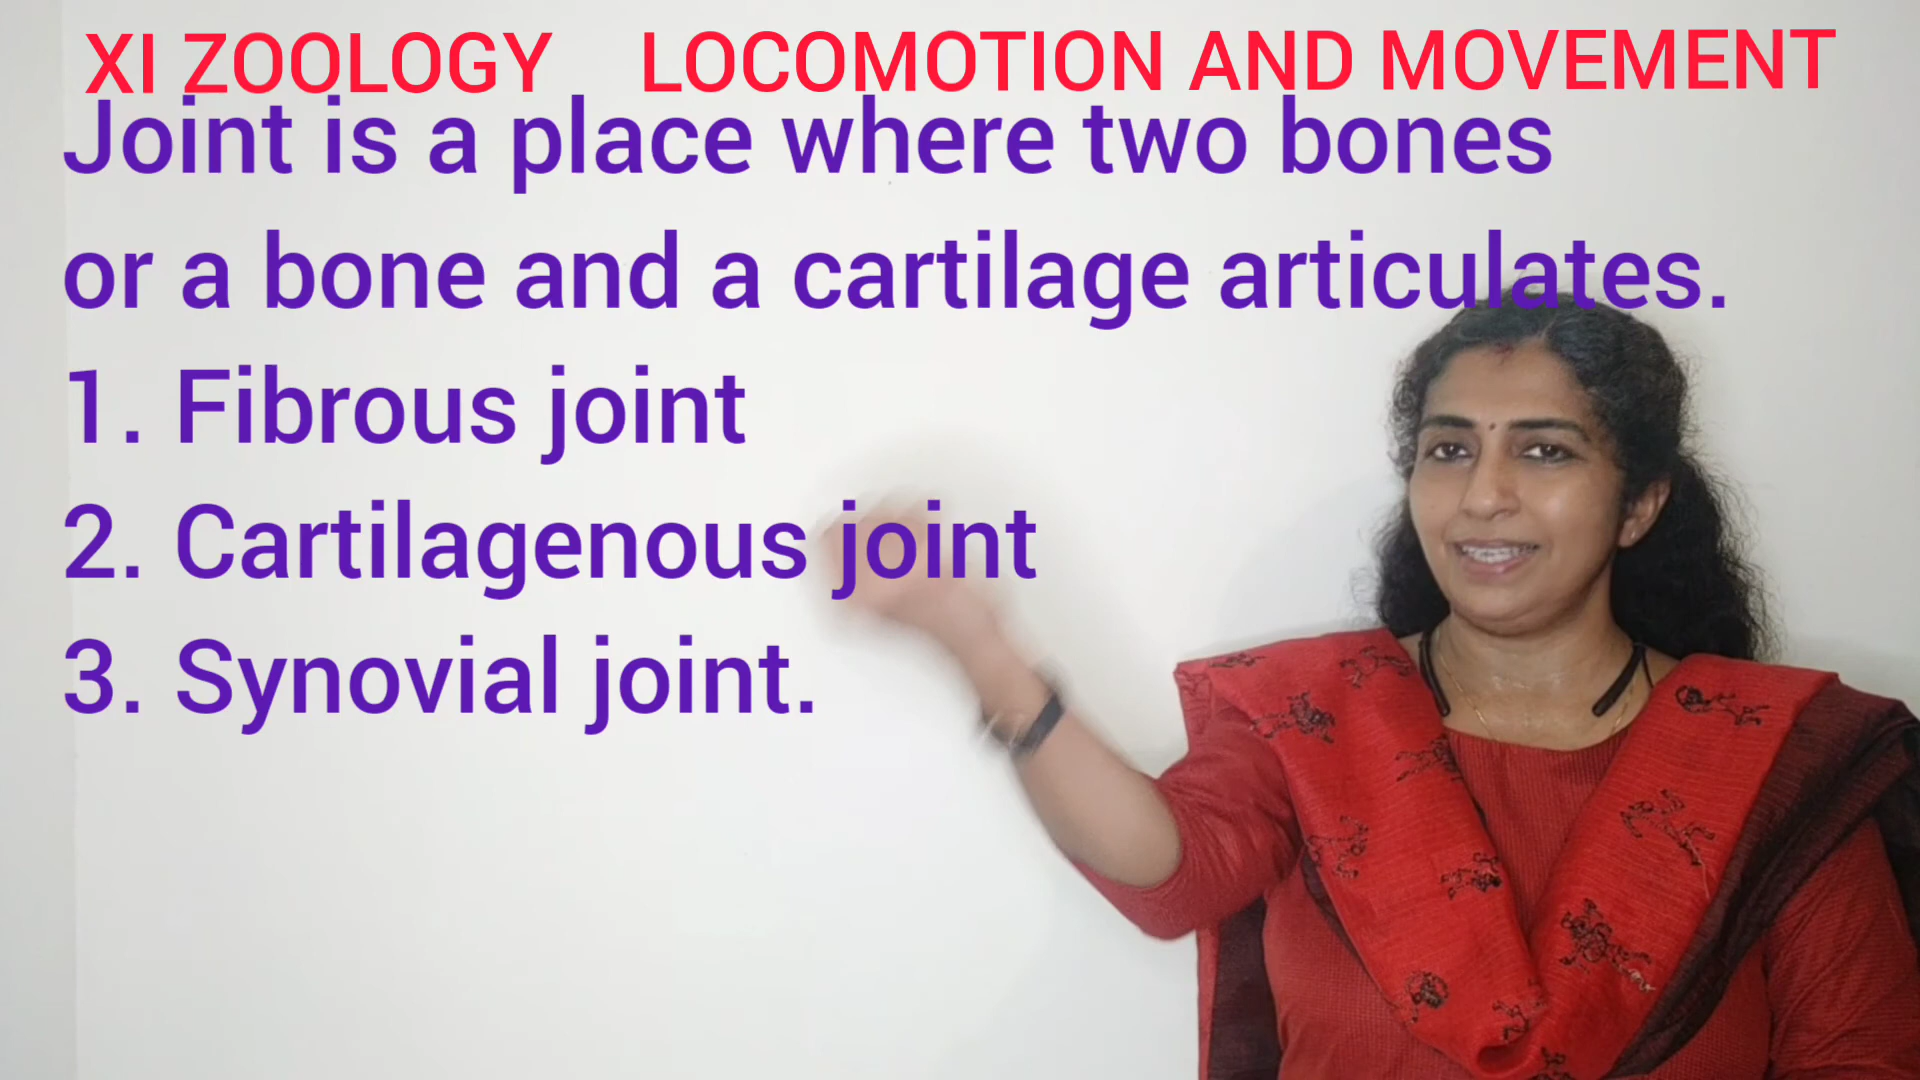 XI ZOOLOGY LOCOMOTION AND MOVEMENT
Joint is a place where two bones
or a bone and a cartilage articulates.
1. Fibrous joint
2. Cartilagenous joint
3. Synovial joint.